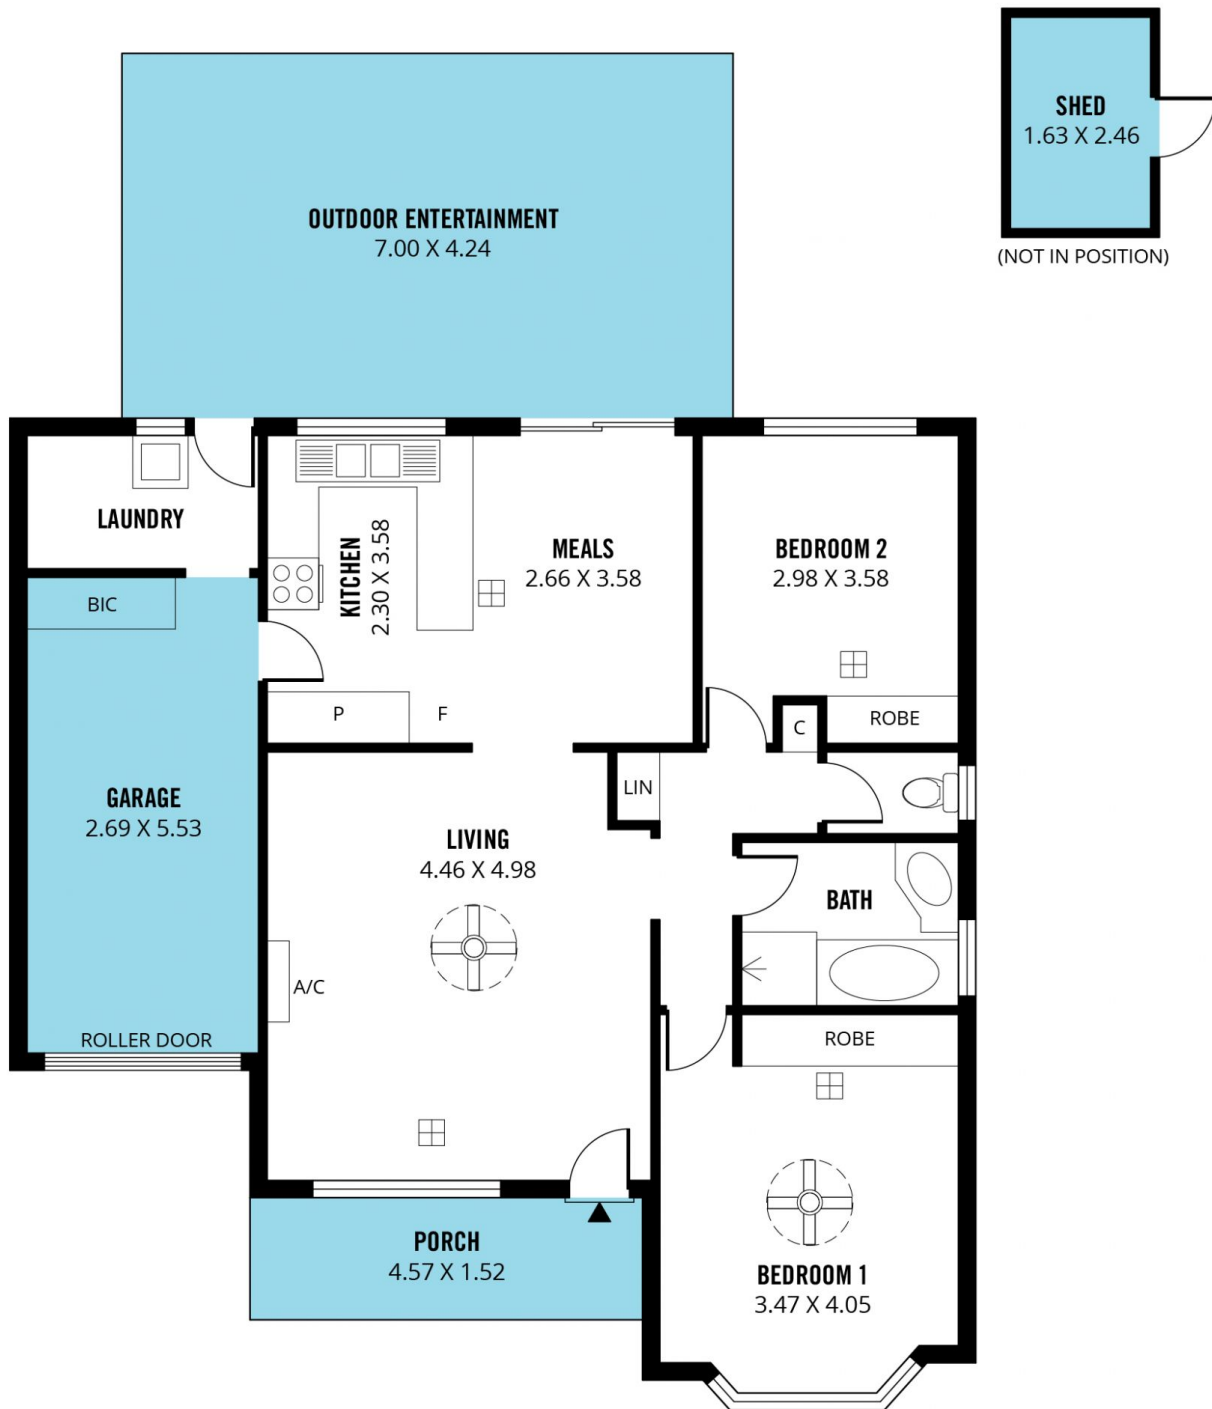 SHED
1.63 X 2.46
(NOT IN POSITION)
OUTDOOR ENTERTAINMENT
7.00 X 4.24
LAUNDRY
KITCHEN
2.30 X 3.58
MEALS
2.66 X 3.58
BEDROOM 2
2.98 X 3.58
BIC
P
F
C
ROBE
LIN
GARAGE
2.69 X 5.53
LIVING
4.46 X 4.98
BATH
A/C
ROLLER DOOR
ROBE
PORCH
4.57 X 1.52
BEDROOM 1
3.47 X 4.05